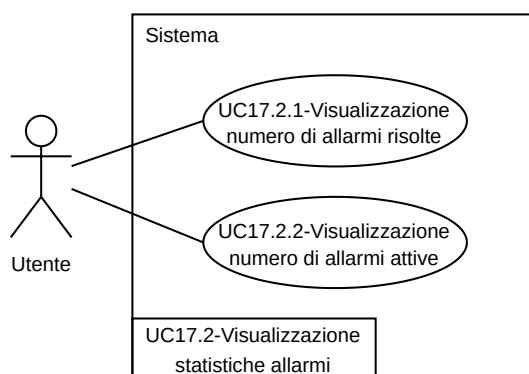 Sistema
UC17.2.1-Visualizzazione
numero di allarmi risolte
UC17.2.2-Visualizzazione
numero di allarmi attive
Utente
UC17.2-Visualizzazione
statistiche allarmi